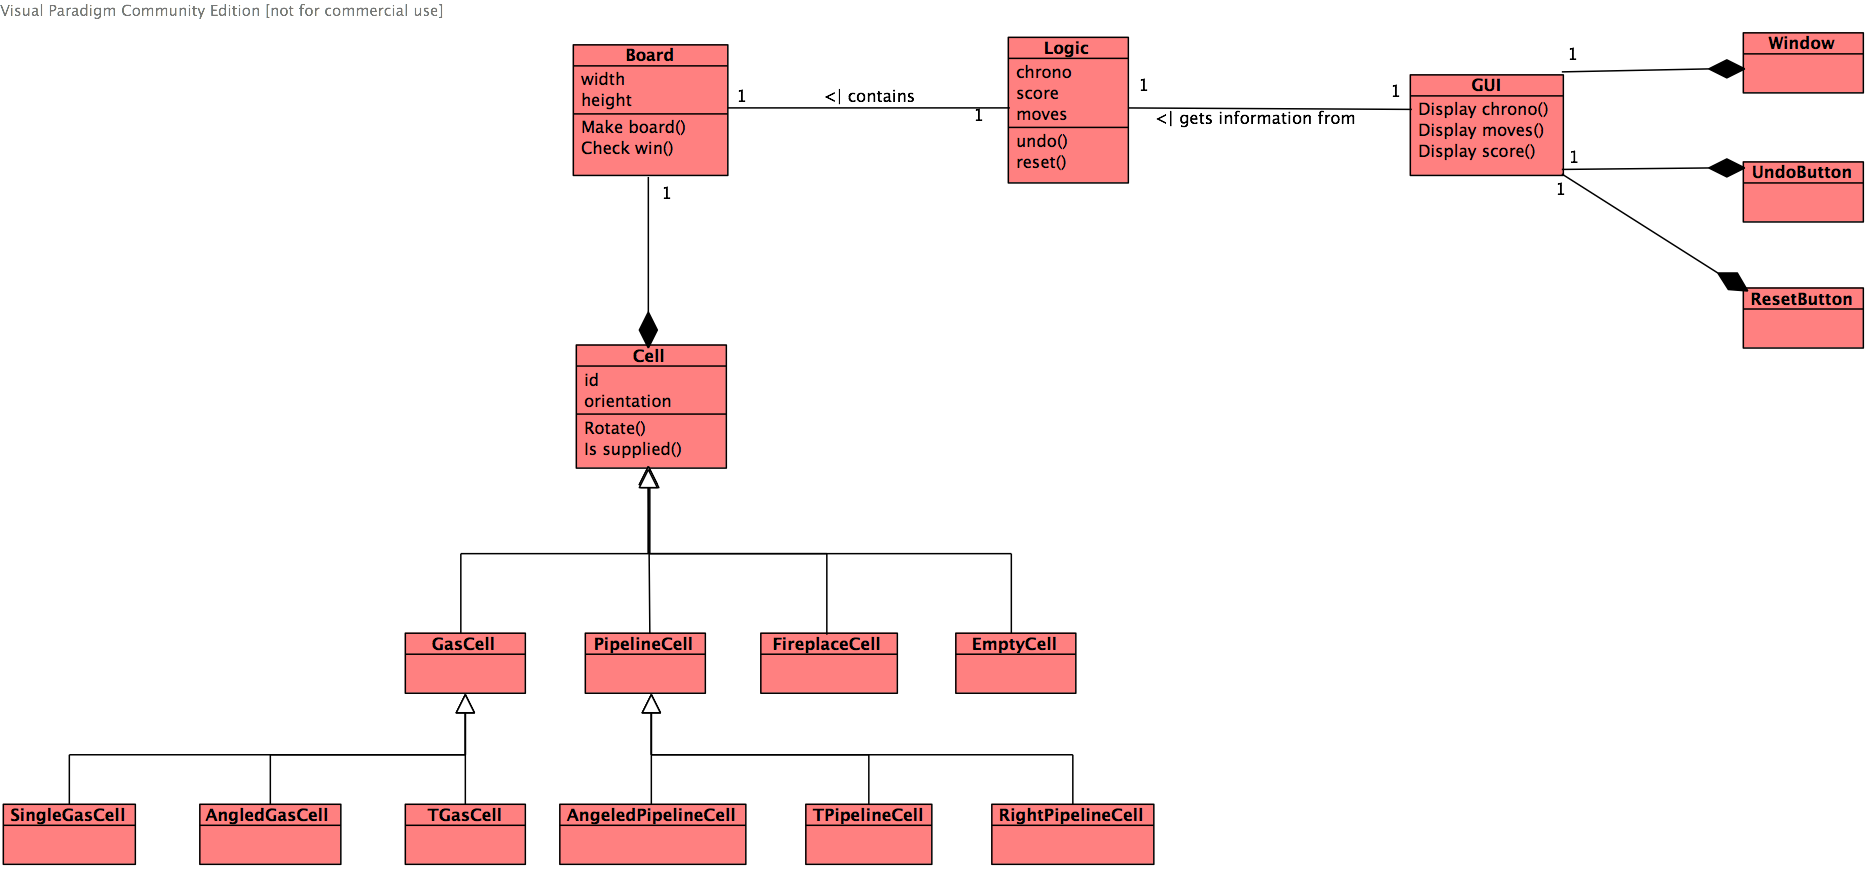 Visual Paradigm Community Edition [not for commercial use]
Board
width
height
Make board()
Check win()
1
<| contains
1
Logic
chrono
score
moves
undo()
reset()
1
<| gets information from
1
GUI
Display chrono()
Display moves()
Display score()
1
Window
1
UndoButton
1
ResetButton
1
Cell
id
orientation
Rotate()
Is supplied()
GasCell
PipelineCell
FireplaceCell
EmptyCell
SingleGasCell
AngledGasCell
TGasCell
AngeledPipelineCell
TPipelineCell
RightPipelineCell